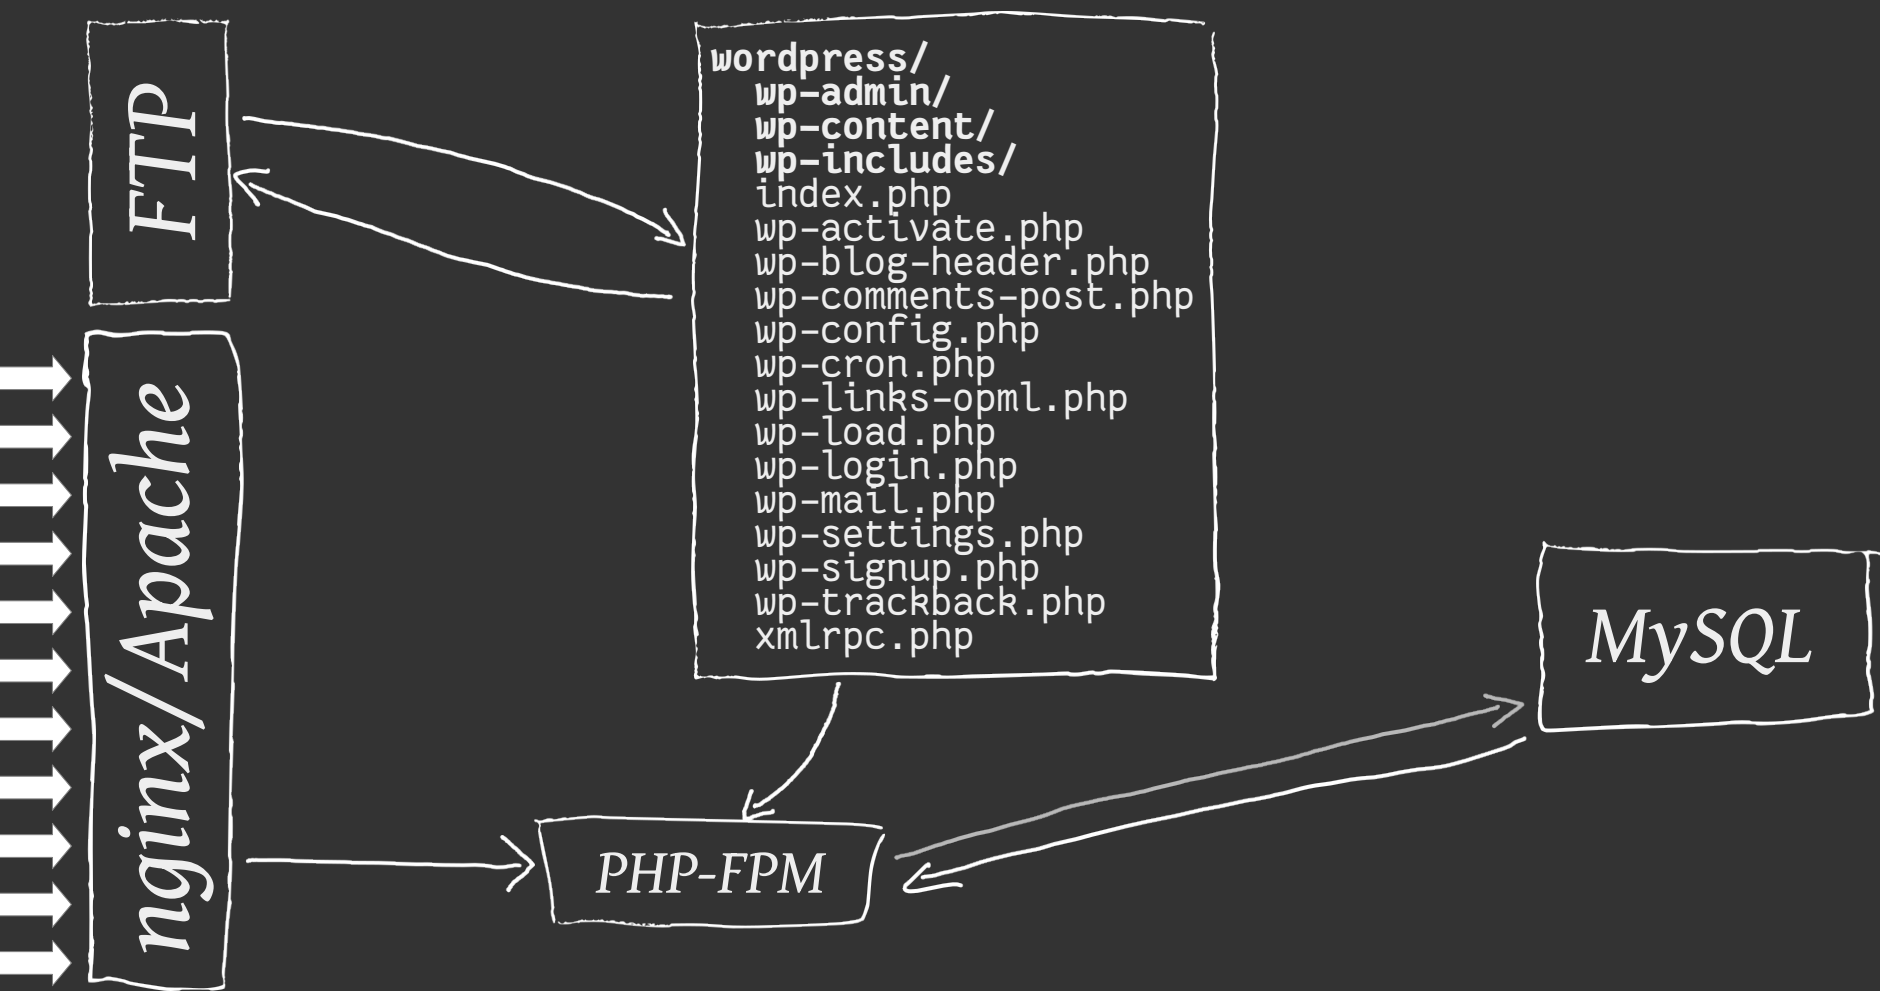 FTP
nginx/Apache
wordpress/
wp-admin/
wp-content/
wp-includes/
index.php
wp-activate.php
wp-blog-header.php
wp-comments-post.php
wp-config.php
wp-cron.php
wp-links-opml.php
wp-load.php
wp-login.php
wp-mail.php
wp-settings.php
wp-signup.php
wp-trackback.php
xmlrpc.php
PHP-FPM
MySQL